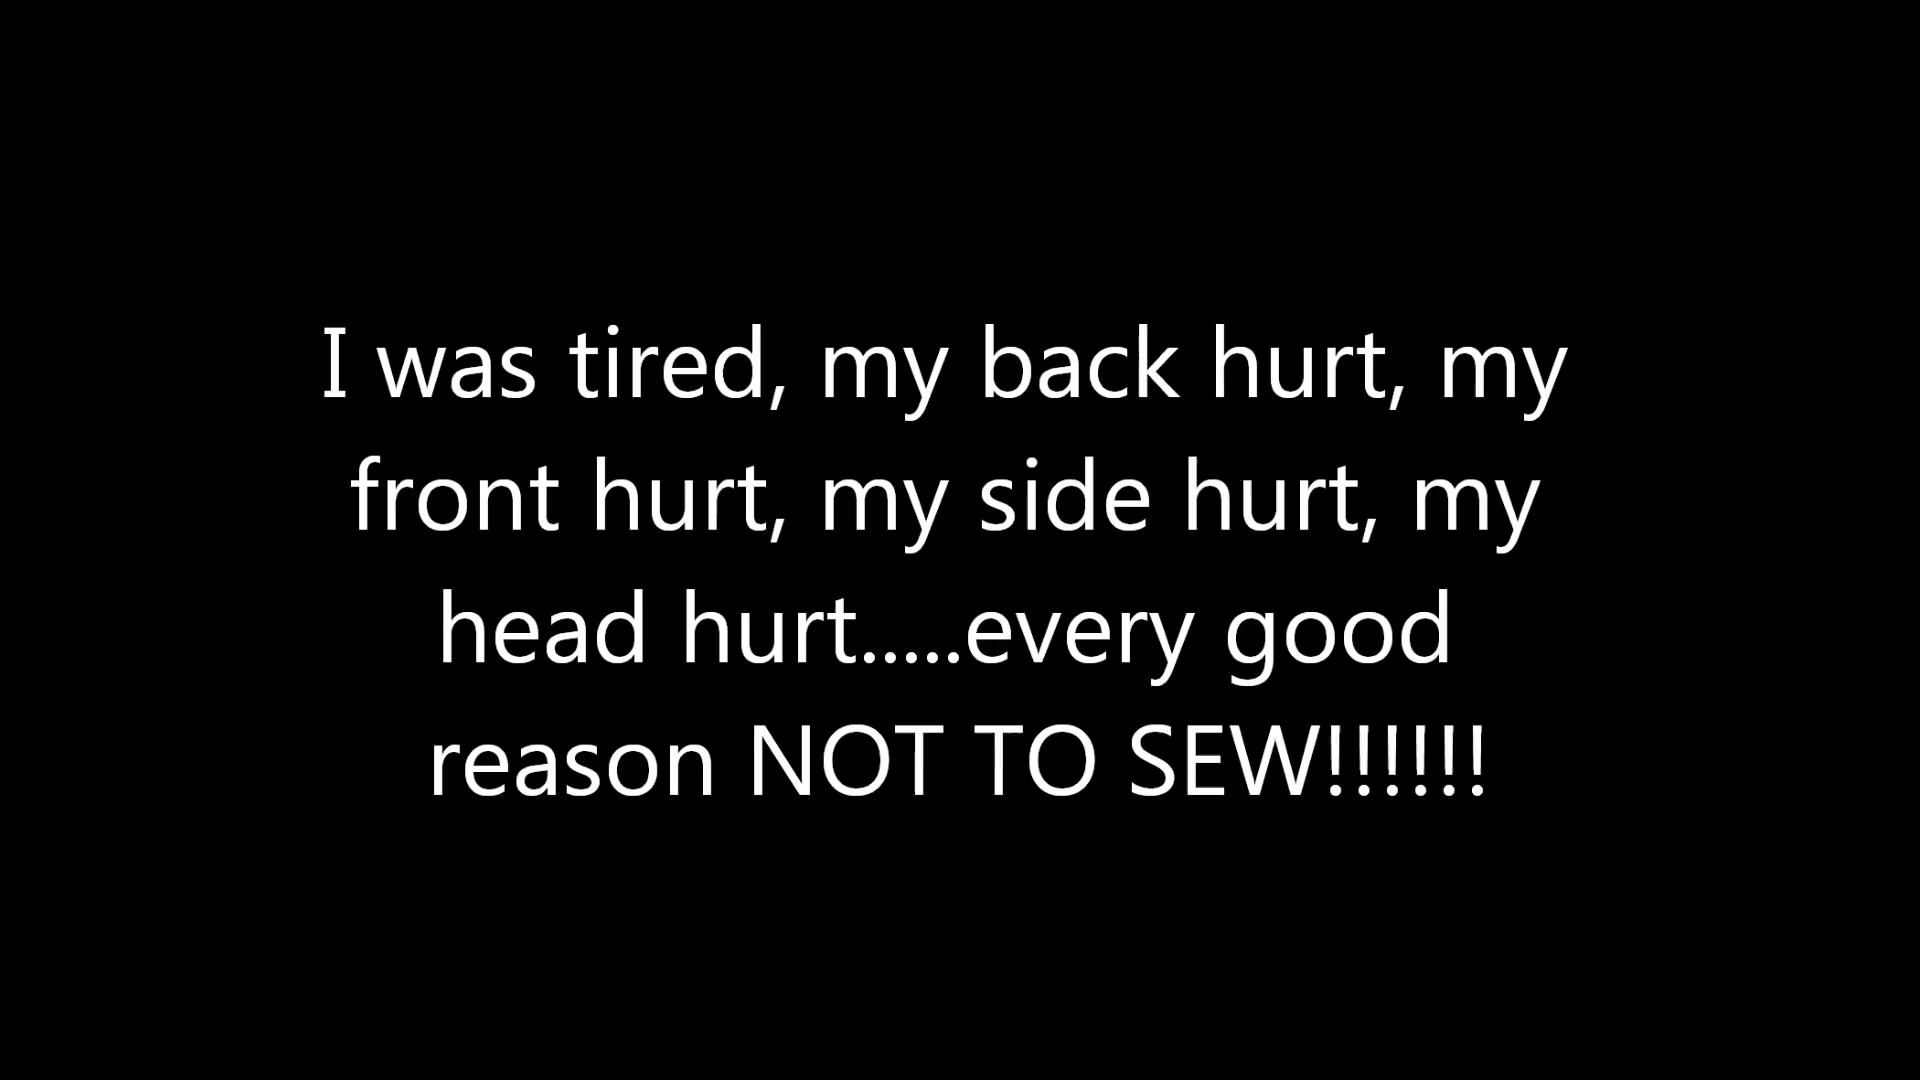 I was tired, my back hurt, my
front hurt, my side hurt, my
head hurt.....every good
reason NOT TO SEW!!!!!!